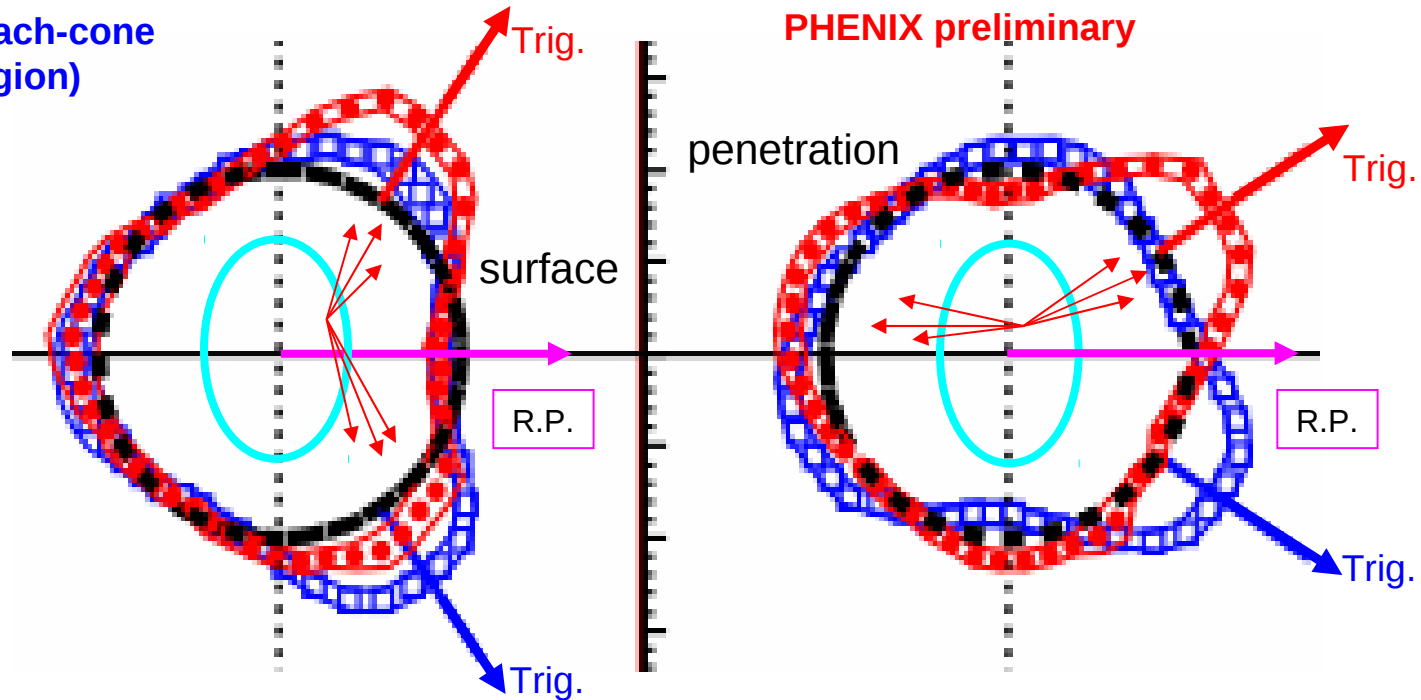 ach-cone
gion)
Trig.
PHENIX preliminary
penetration
Trig.
surface
R.P.
R.P.
Trig.
Trig.